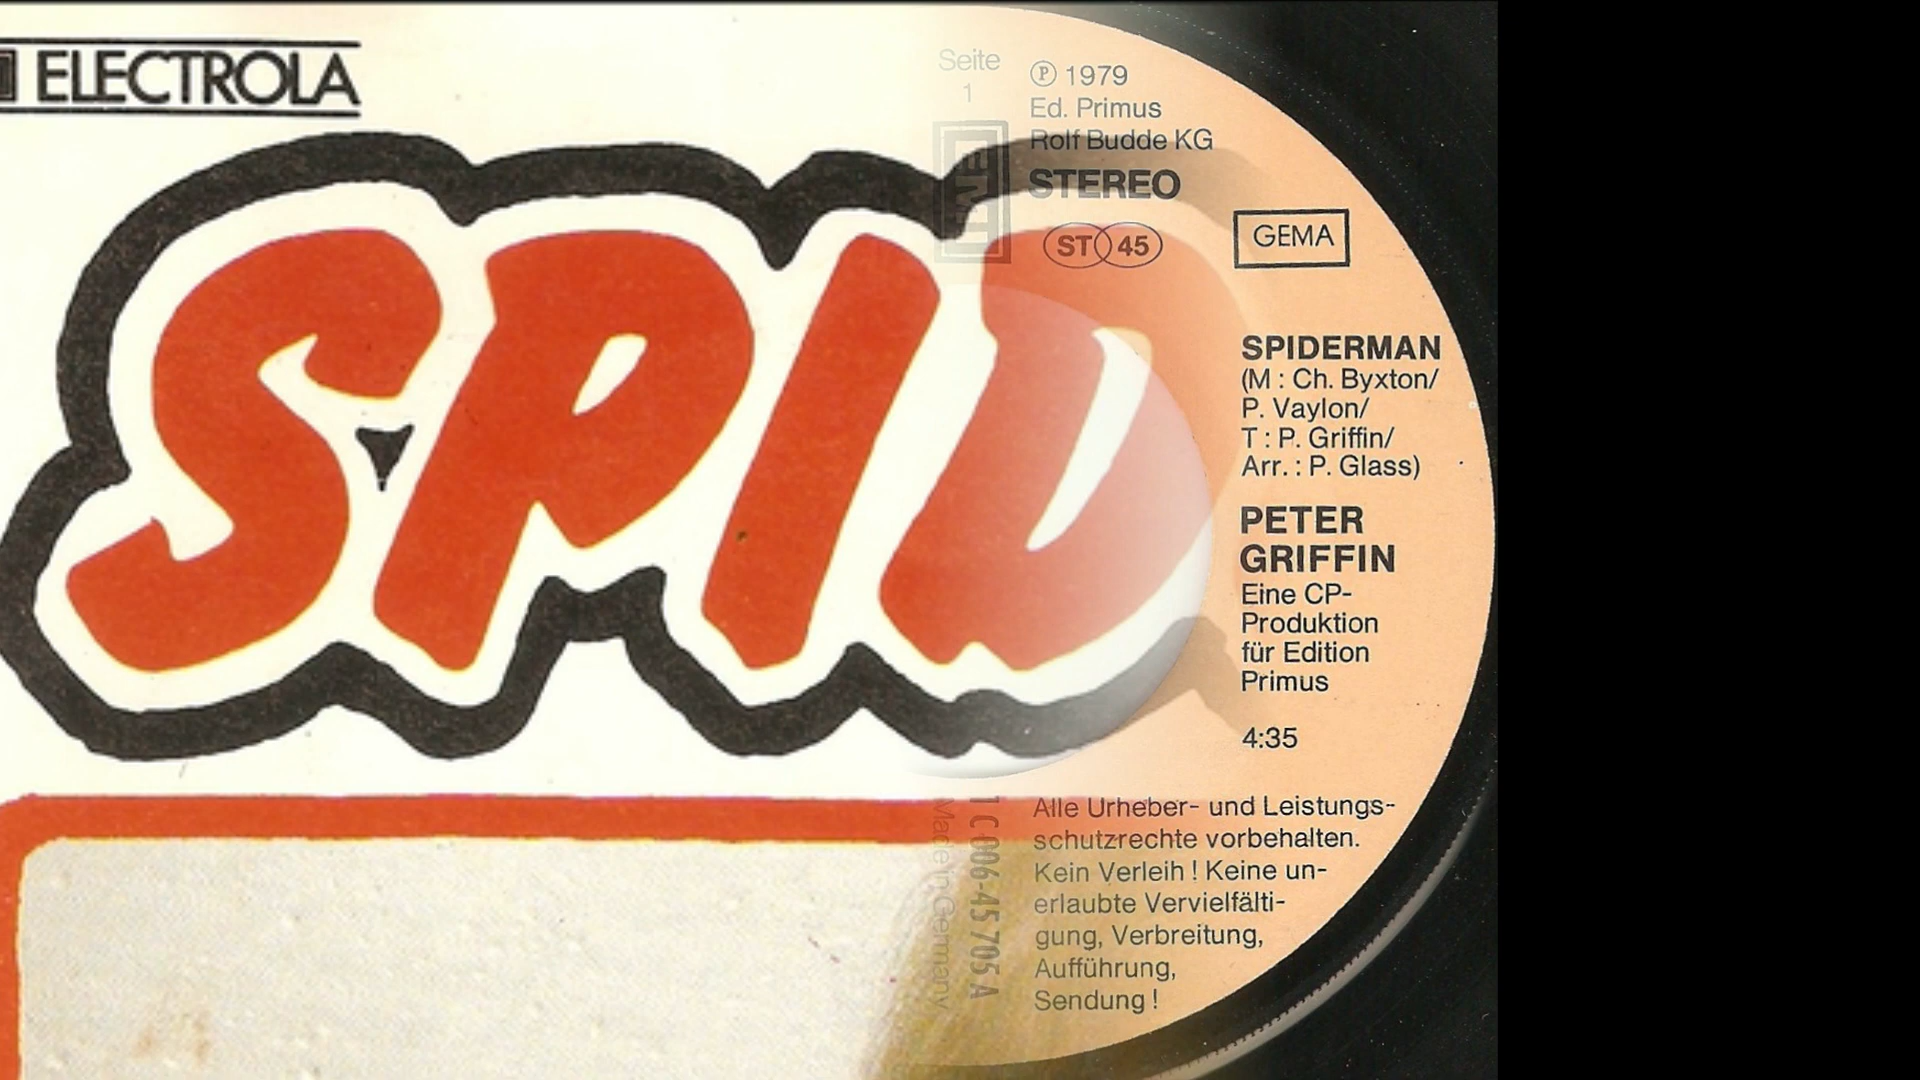 ELECTROLA
SPID
Seite
1
℗ 1979
Ed. Primus
Rolf Budde KG
STEREO
ST 45
GEMA
EMI
SPIDERMAN
(M : Ch. Byxton/
P. Vaylon/
T : P. Griffin/
Arr. : P. Glass)
PETER
GRIFFIN
Eine CP-
Produktion
für Edition
Primus
4:35
1 C 006-45 705 A
Made in Germany
Alle Urheber- und Leistungs-
schutzrechte vorbehalten.
Kein Verleih ! Keine un-
erlaubte Vervielfälti-
gung, Verbreitung,
Aufführung,
Sendung !